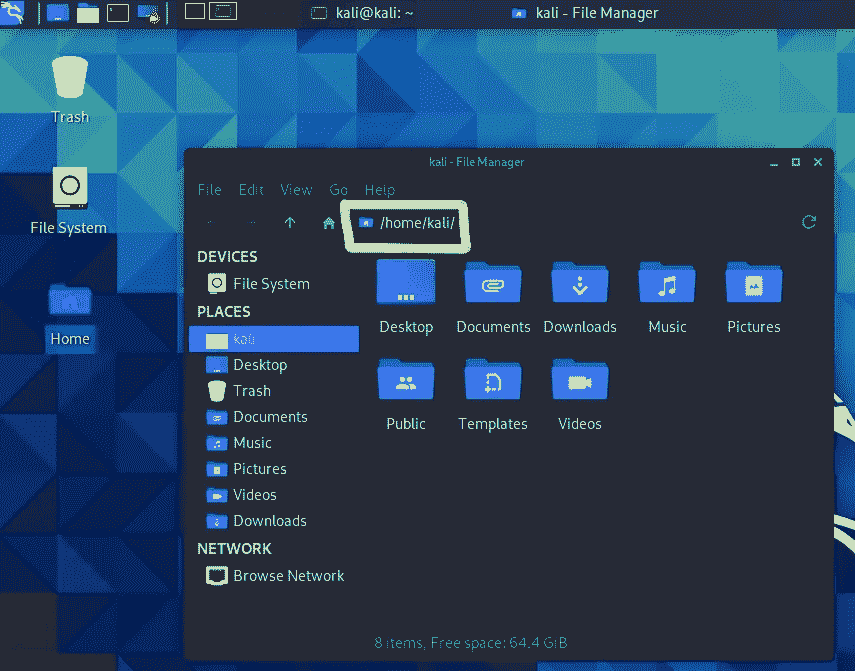 kali@kali: ~ kali - File Manager
Trash
File System
Home
kali - File Manager
File Edit View Go Help
/home/kali/
DEVICES
File System
PLACES
kali
Desktop
Trash
Documents
Music
Pictures
Videos
Downloads
NETWORK
Browse Network
Desktop Documents Downloads Music Pictures
Public Templates Videos
8 items, Free space: 64.4 GiB